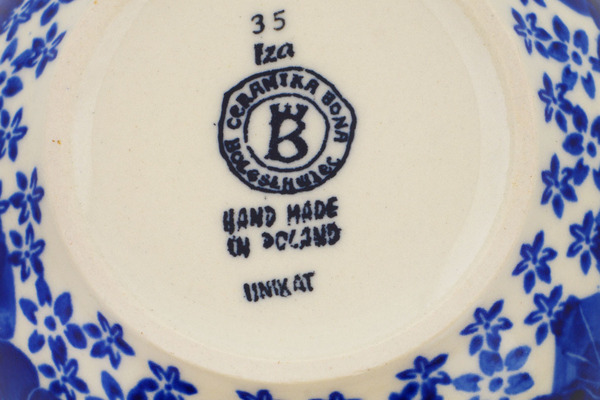 35
Iza
CERAMIKA BONA
B
BOLESŁAWIEC
HAND MADE
IN POLAND
UNIKAT